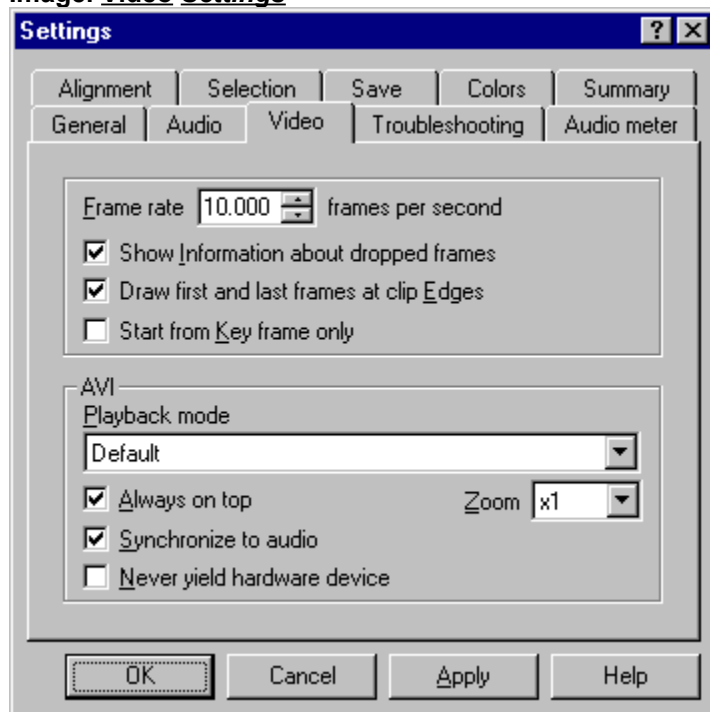 Image: Video Settings
Settings
Alignment Selection Save Colors Summary
General Audio Video Troubleshooting Audio meter
Frame rate 10.000 frames per second
Show Information about dropped frames
Draw first and last frames at clip Edges
Start from Key frame only
AVI
Playback mode
Default
Always on top Zoom x1
Synchronize to audio
Never yield hardware device
OK Cancel Apply Help